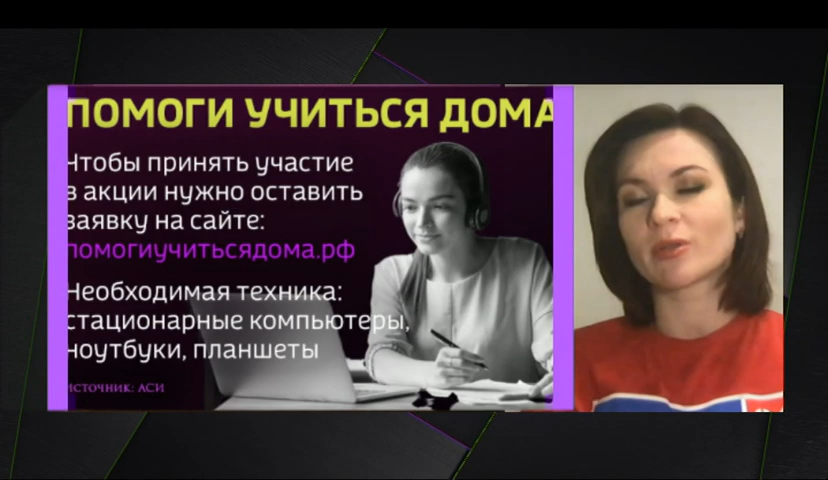 ПОМОГИ УЧИТЬСЯ ДОМА
Чтобы принять участие
в акции нужно оставить
заявку на сайте:
помогиучитьсядома.рф
Необходимая техника:
стационарные компьютеры,
ноутбуки, планшеты
ИСТОЧНИК: АСИ